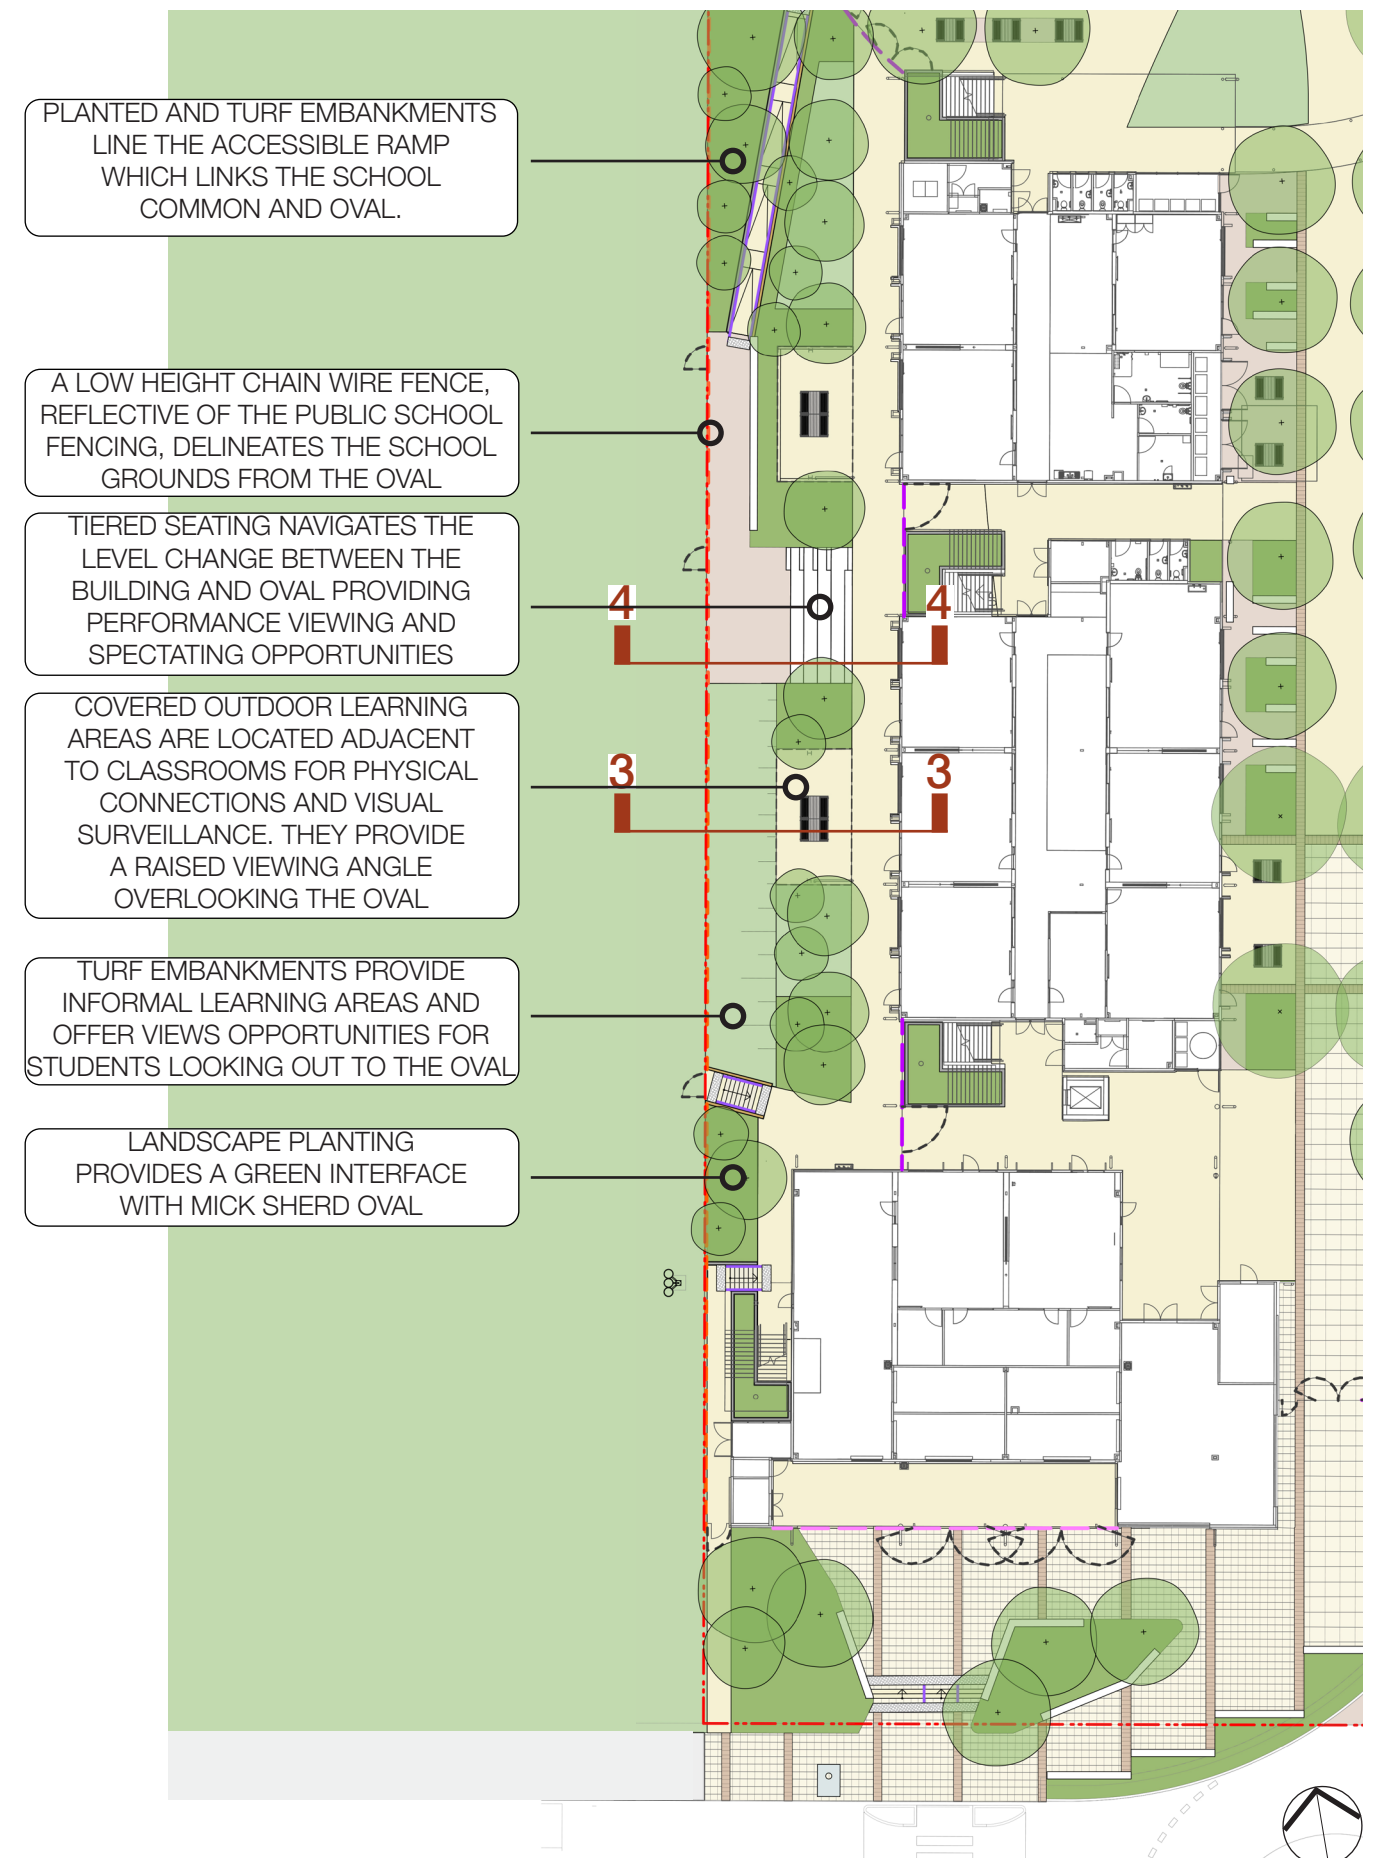 PLANTED AND TURF EMBANKMENTS
LINE THE ACCESSIBLE RAMP
WHICH LINKS THE SCHOOL
COMMON AND OVAL.
A LOW HEIGHT CHAIN WIRE FENCE,
REFLECTIVE OF THE PUBLIC SCHOOL
FENCING, DELINEATES THE SCHOOL
GROUNDS FROM THE OVAL
TIERED SEATING NAVIGATES THE
LEVEL CHANGE BETWEEN THE
BUILDING AND OVAL PROVIDING
PERFORMANCE VIEWING AND
SPECTATING OPPORTUNITIES
4 4
COVERED OUTDOOR LEARNING
AREAS ARE LOCATED ADJACENT
TO CLASSROOMS FOR PHYSICAL
CONNECTIONS AND VISUAL
SURVEILLANCE. THEY PROVIDE
A RAISED VIEWING ANGLE
OVERLOOKING THE OVAL
3 3
TURF EMBANKMENTS PROVIDE
INFORMAL LEARNING AREAS AND
OFFER VIEWS OPPORTUNITIES FOR
STUDENTS LOOKING OUT TO THE OVAL
LANDSCAPE PLANTING
PROVIDES A GREEN INTERFACE
WITH MICK SHERD OVAL